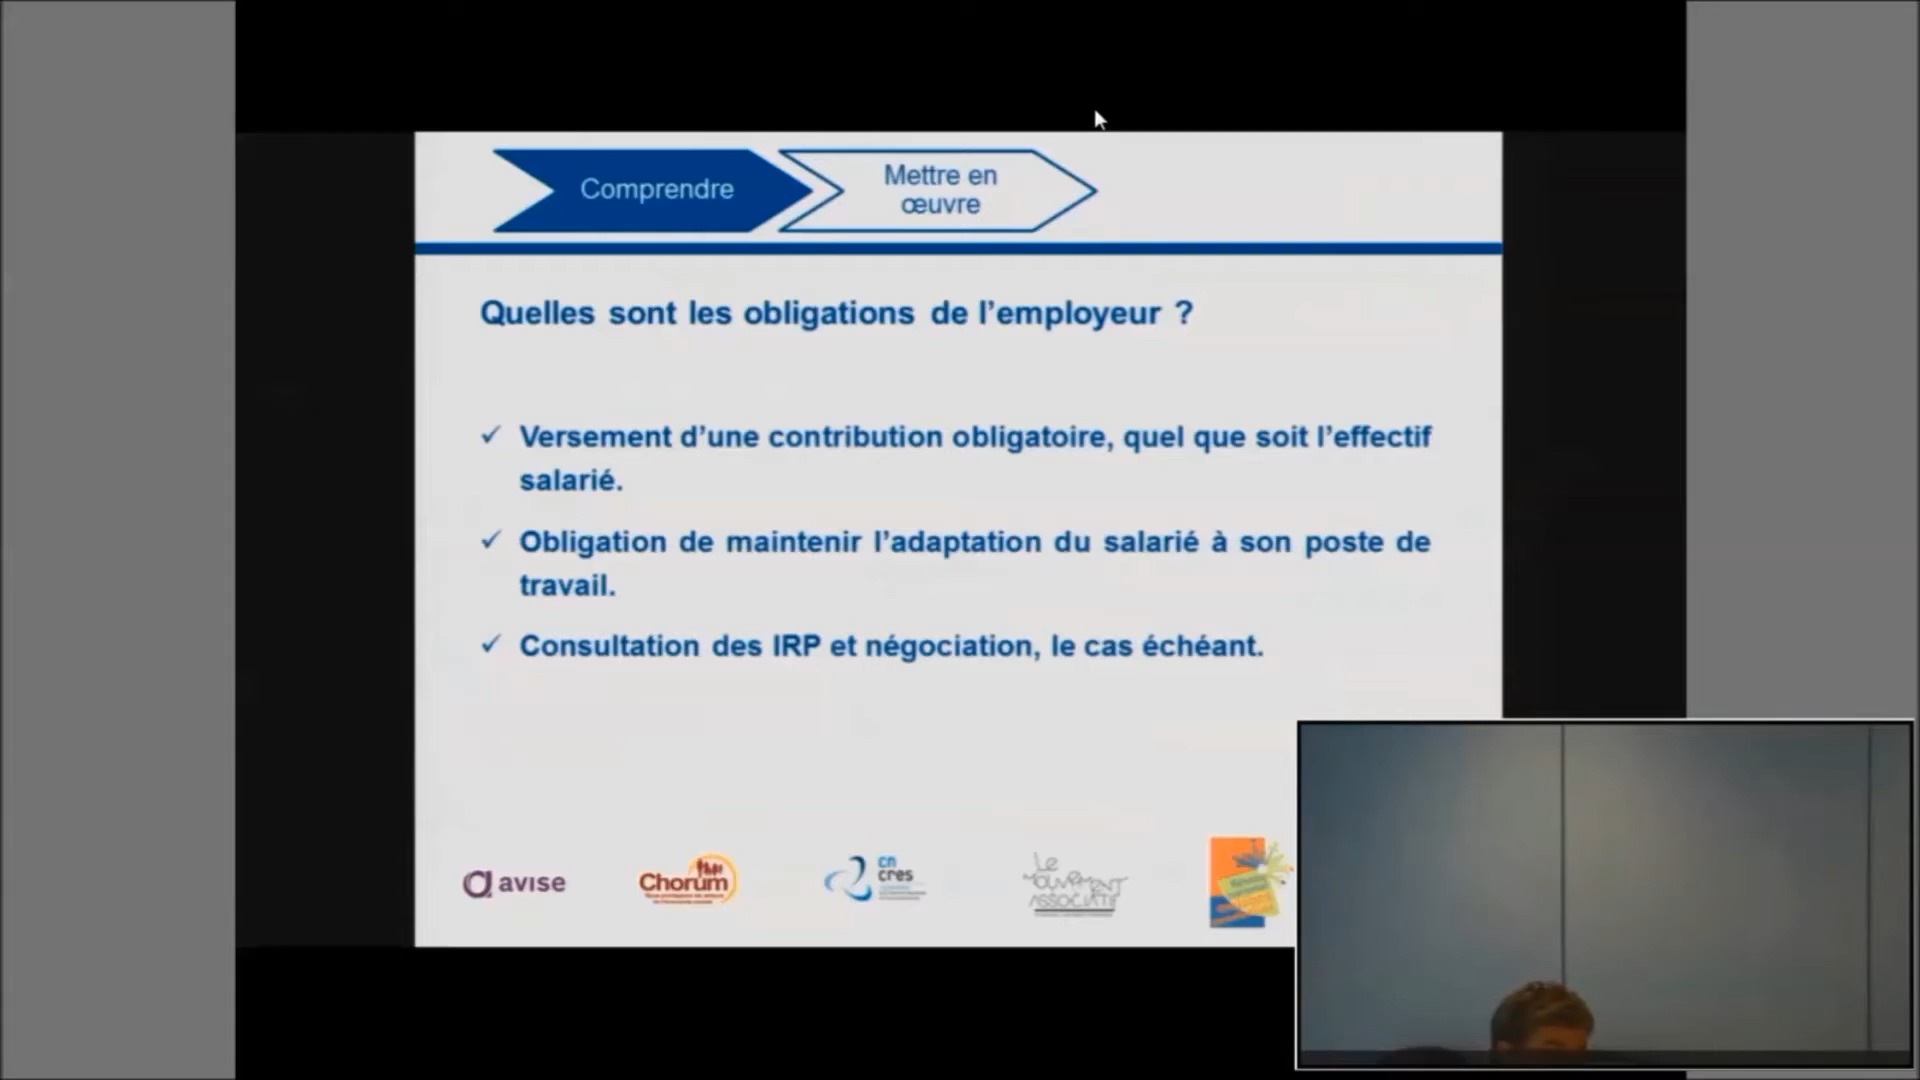 Comprendre
Mettre en
œuvre
Quelles sont les obligations de l’employeur ?
✓ Versement d’une contribution obligatoire, quel que soit l’effectif
salarié.
✓ Obligation de maintenir l’adaptation du salarié à son poste de
travail.
✓ Consultation des IRP et négociation, le cas échéant.
avise
Chorum
cn
cres
Le
mouvement
associatif